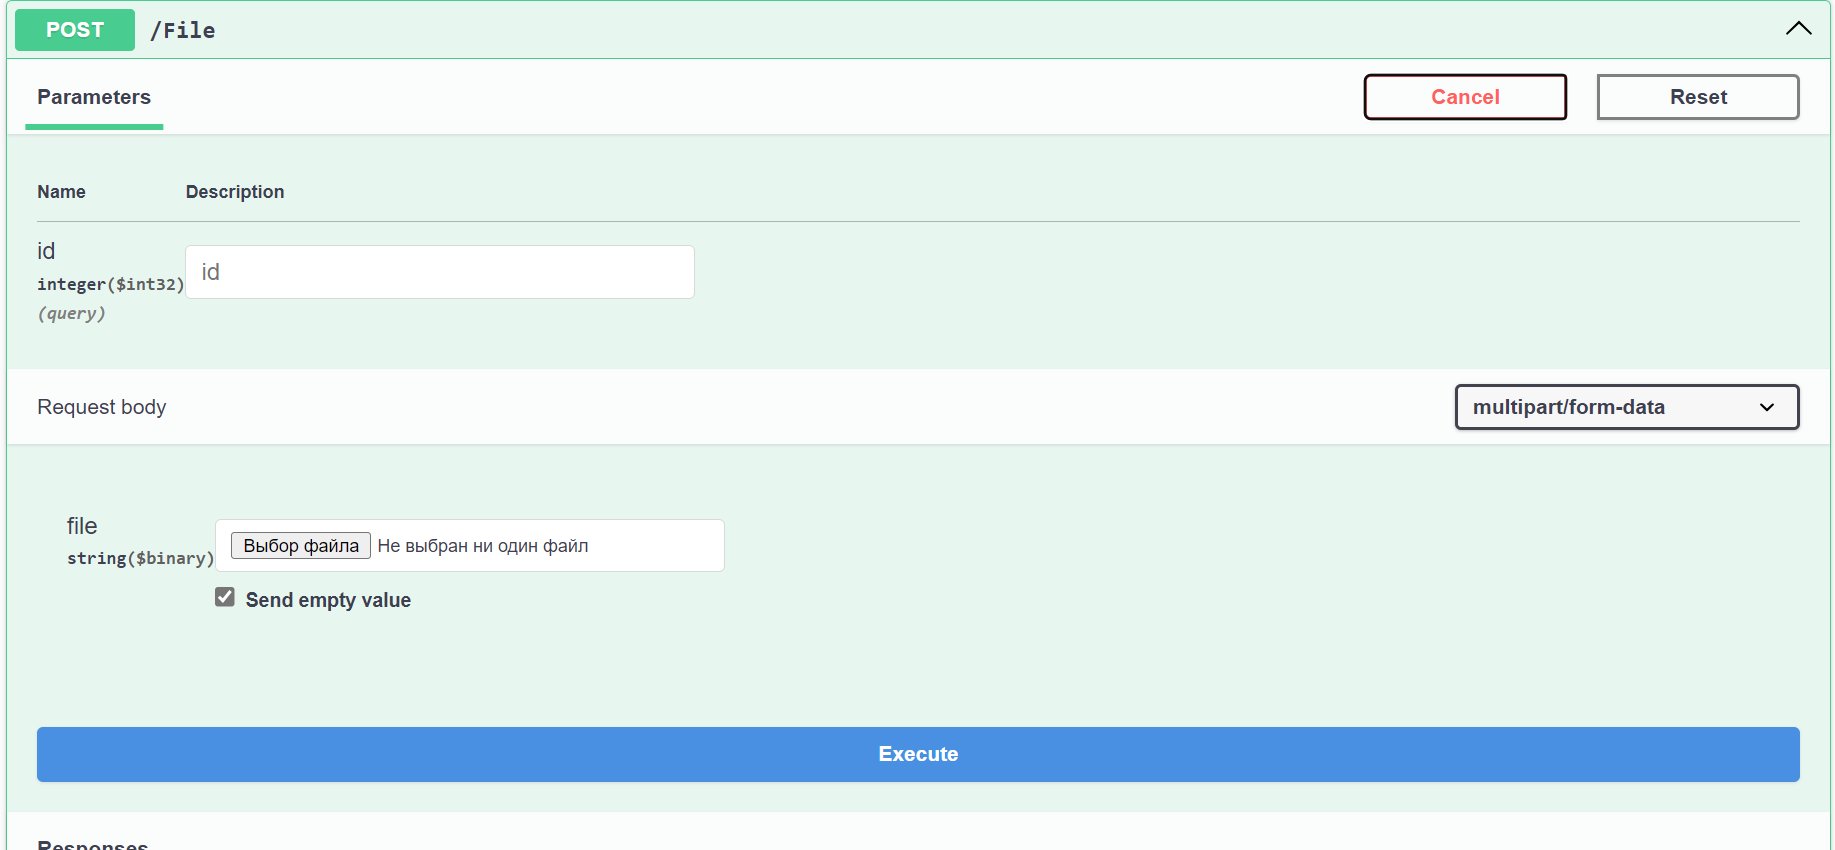 POST /File
Parameters
Cancel
Reset
Name Description
id
integer($int32)
(query)
id
Request body
multipart/form-data
file
string($binary)
Выбор файла Не выбран ни один файл
Send empty value
Execute
Responses